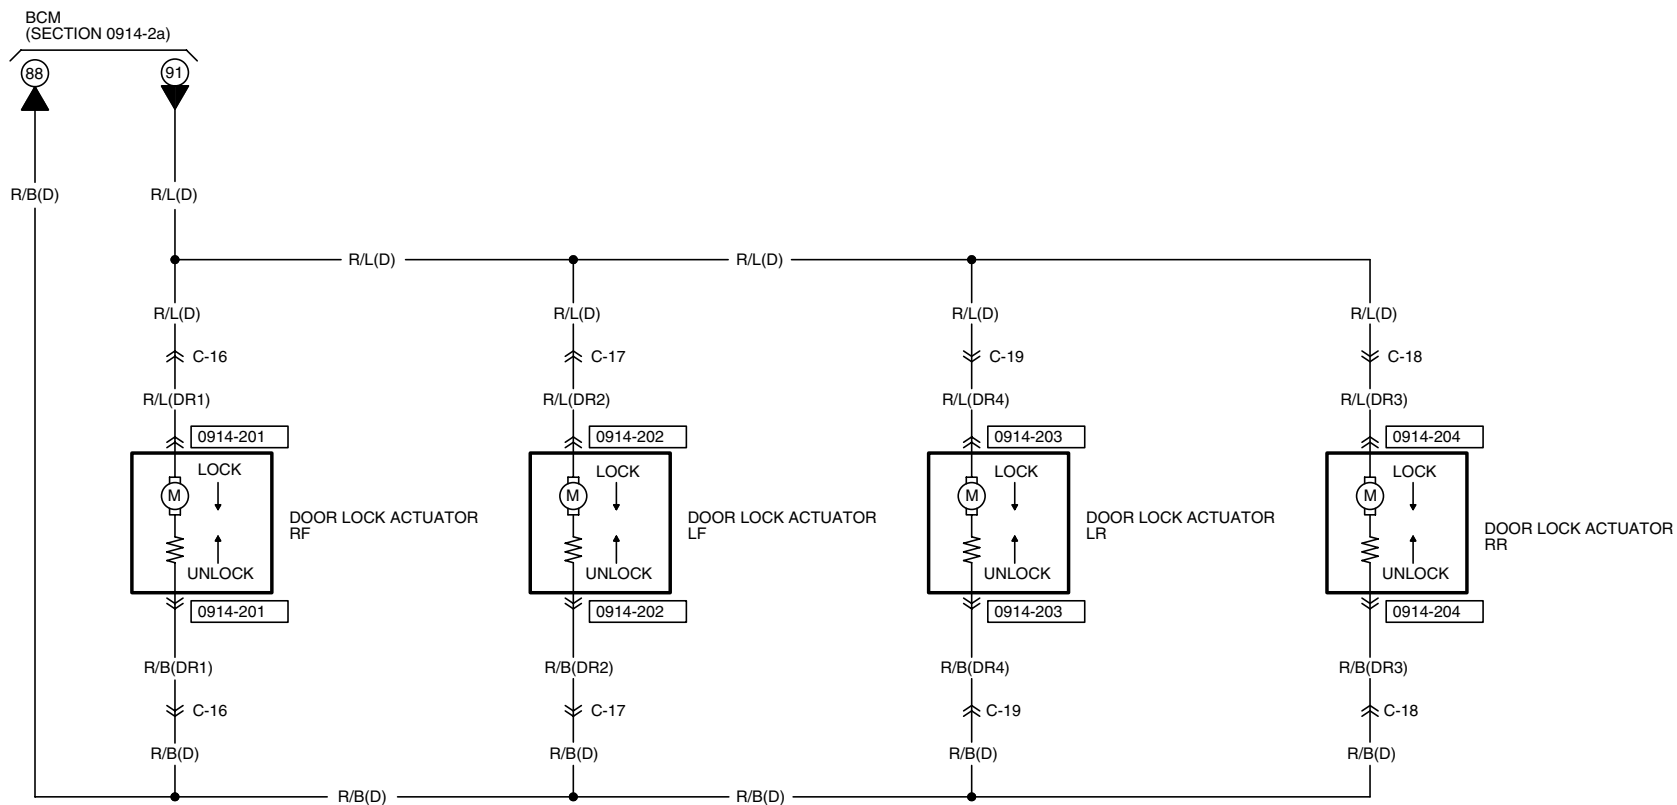 BCM
(SECTION 0914-2a)
88
91
R/B(D)
R/L(D)
R/L(D)
R/L(D)
R/L(D)
R/L(D)
R/L(D)
R/L(D)
C-16
C-17
C-19
C-18
R/L(DR1)
R/L(DR2)
R/L(DR4)
R/L(DR3)
0914-201
0914-202
0914-203
0914-204
LOCK
LOCK
LOCK
LOCK
M
M
M
M
DOOR LOCK ACTUATOR
RF
DOOR LOCK ACTUATOR
LF
DOOR LOCK ACTUATOR
LR
DOOR LOCK ACTUATOR
RR
UNLOCK
UNLOCK
UNLOCK
UNLOCK
0914-201
0914-202
0914-203
0914-204
R/B(DR1)
R/B(DR2)
R/B(DR4)
R/B(DR3)
C-16
C-17
C-19
C-18
R/B(D)
R/B(D)
R/B(D)
R/B(D)
R/B(D)
R/B(D)